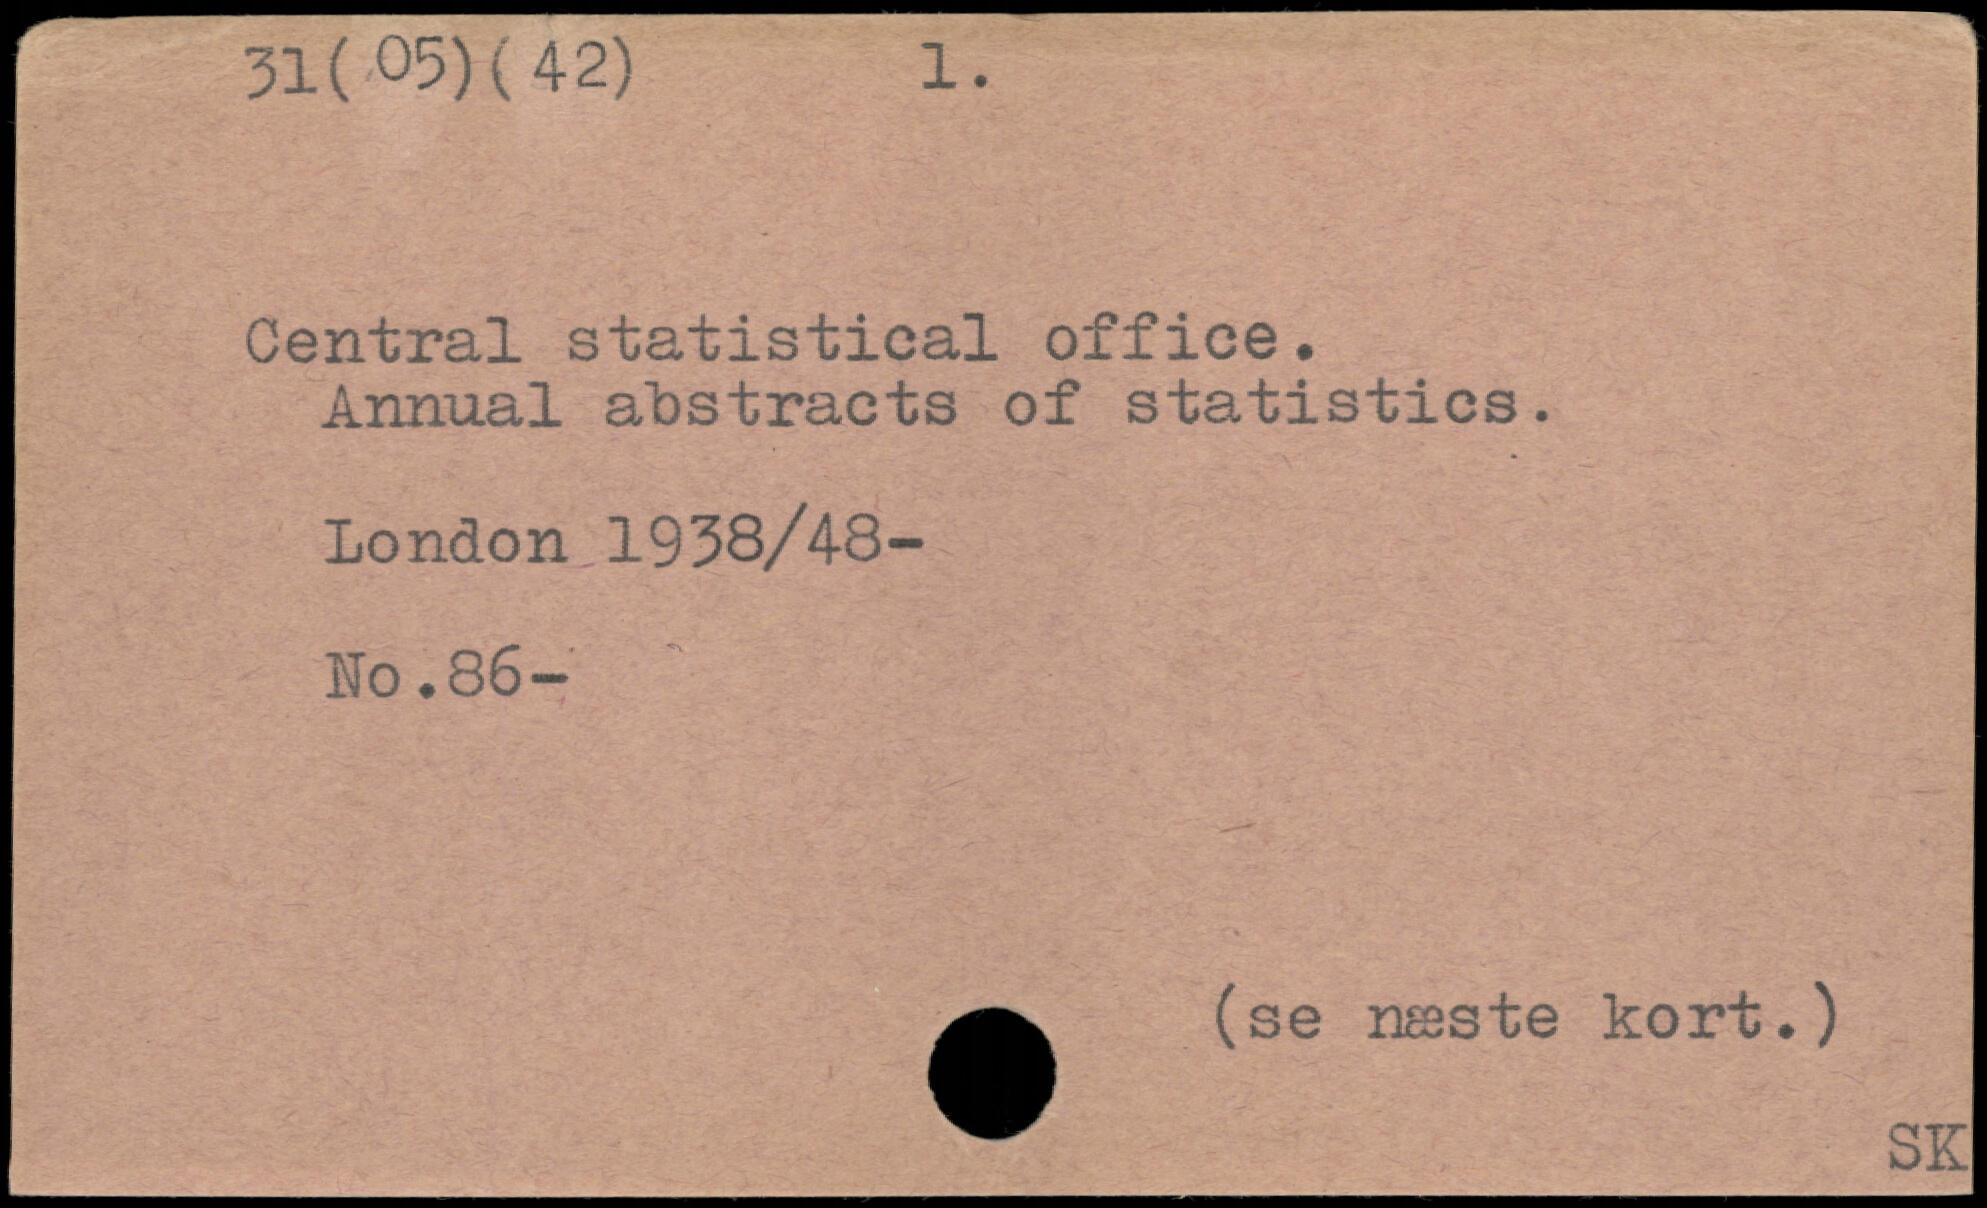 31(05)(42) 1.
Central statistical office.
Annual abstracts of statistics.
London 1938/48-
No.86-
(se næste kort.)
SK